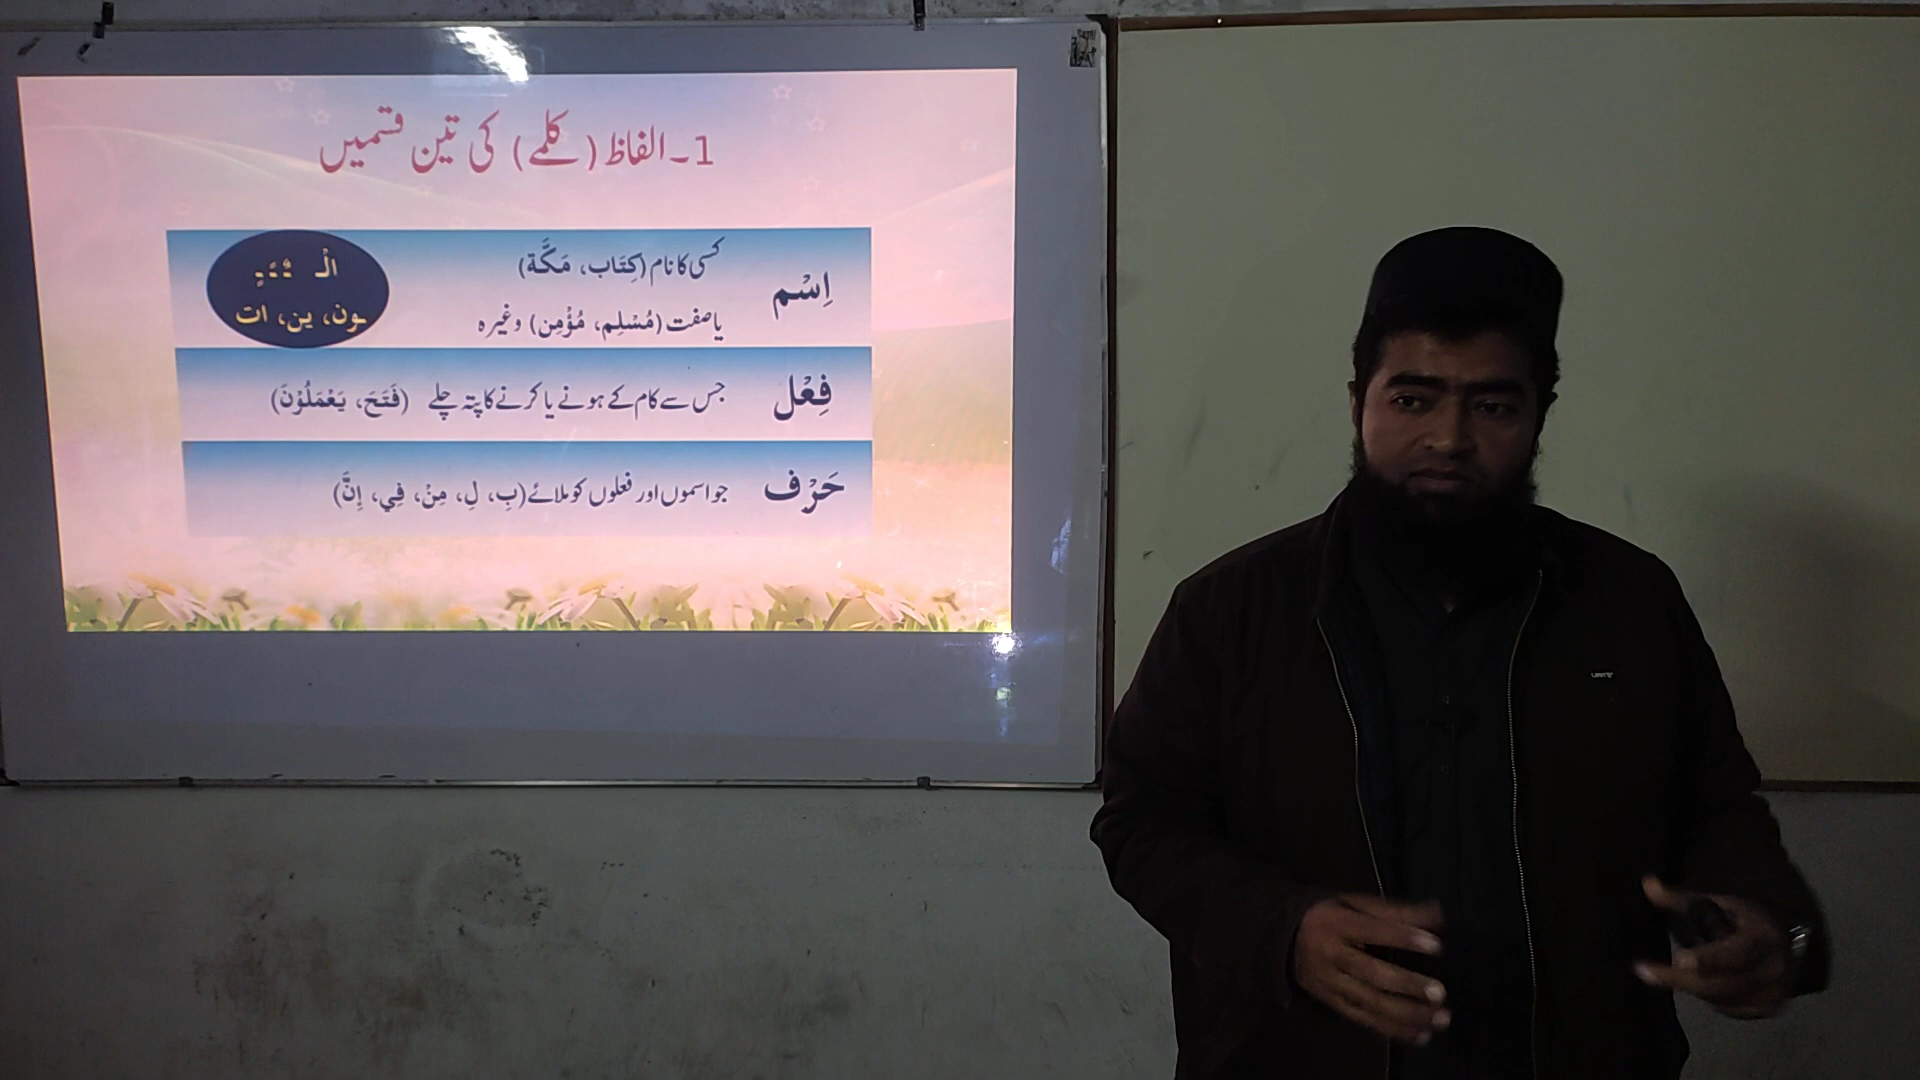 1۔ الفاظ (کلمے) کی تین قسمیں
اِسْم
کسی کا نام (كِتَاب، مَكَّة)
یا صفت (مُسْلِم، مُؤْمِن) وغیرہ
الْـ
ـون، ین، ات
فِعْل
جس سے کام کے ہونے یا کرنے کا پتہ چلے (فَتَحَ، يَعْمَلُوْنَ)
حَرْف
جو اسموں اور فعلوں کو ملائے (بِ، لِ، مِنْ، فِي، إِنَّ)